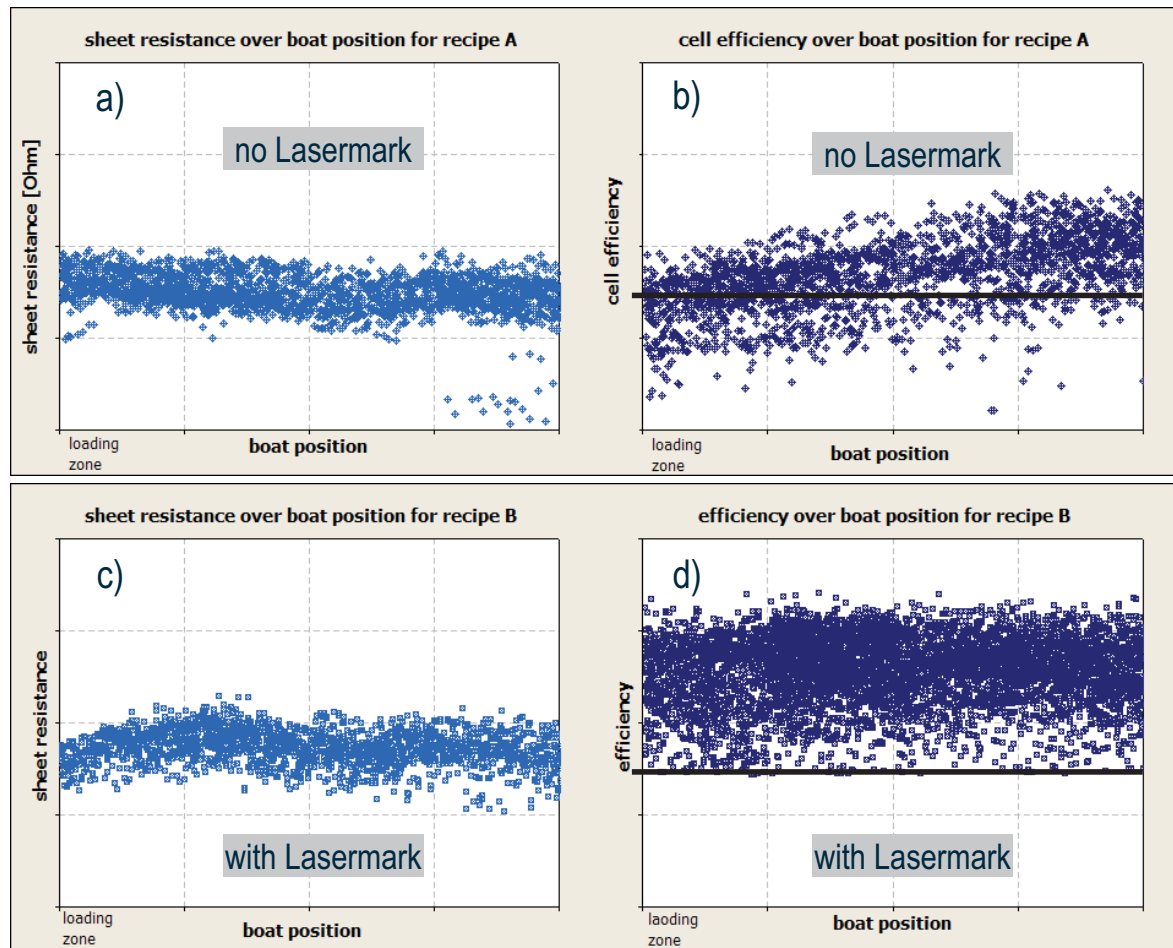 sheet resistance over boat position for recipe A
a)
no Lasermark
sheet resistance [Ohm]
loading
zone
boat position
cell efficiency over boat position for recipe A
b)
no Lasermark
cell efficiency
loading
zone
boat position
sheet resistance over boat position for recipe B
c)
sheet resistance
with Lasermark
loading
zone
boat position
efficiency over boat position for recipe B
d)
efficiency
with Lasermark
laoding
zone
boat position